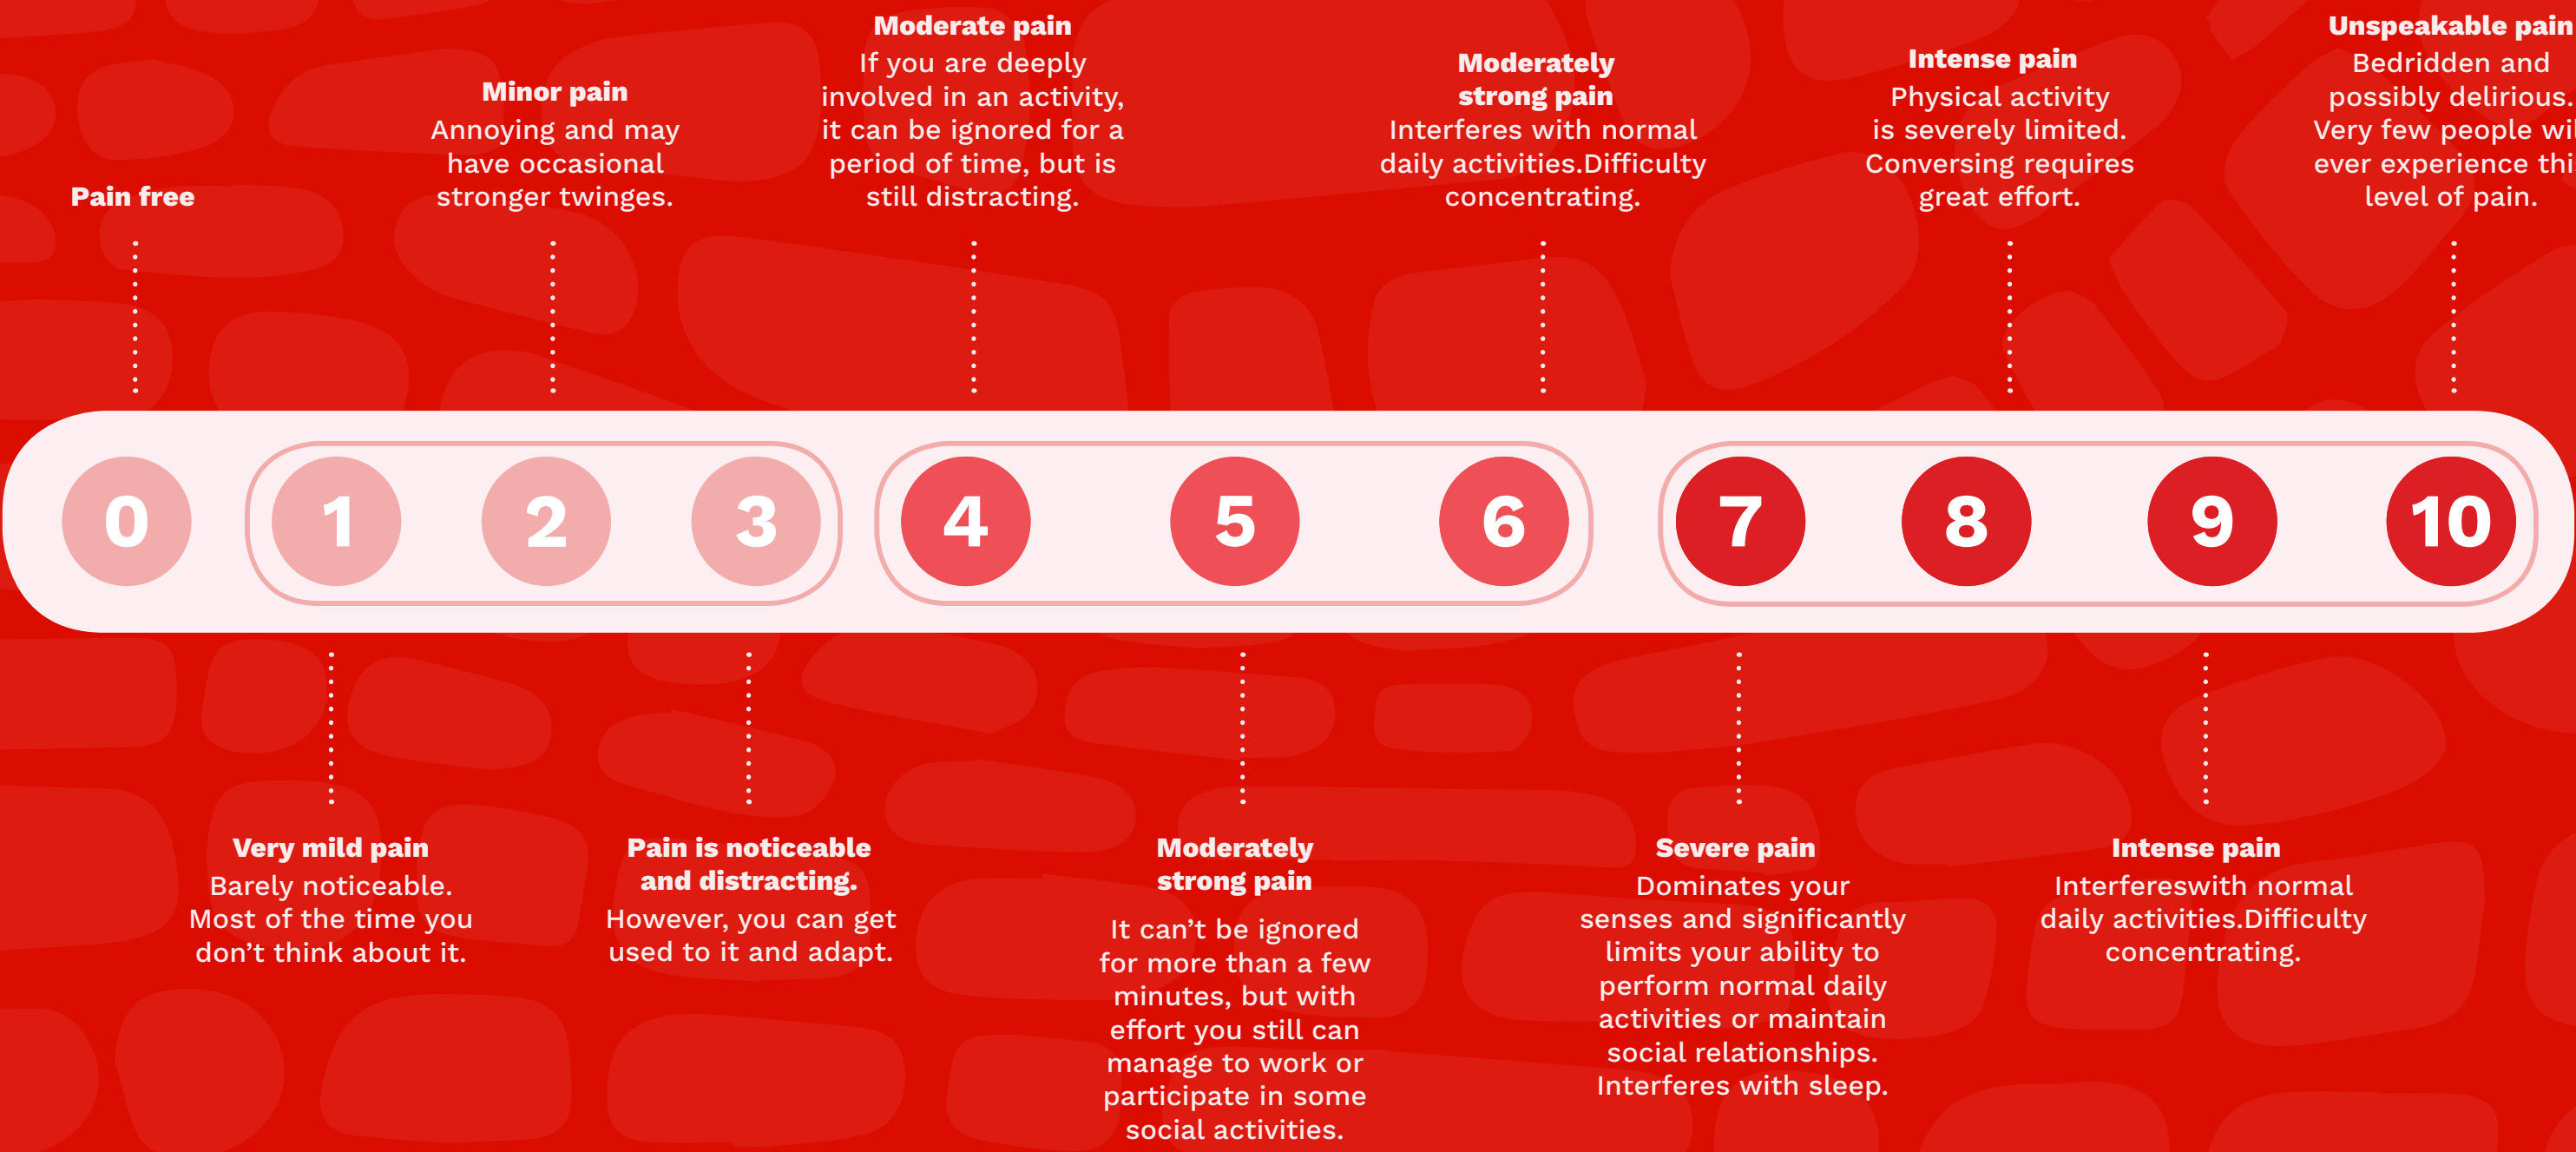 Pain free
Minor pain
Annoying and may
have occasional
stronger twinges.
Moderate pain
If you are deeply
involved in an activity,
it can be ignored for a
period of time, but is
still distracting.
Moderately
strong pain
Interferes with normal
daily activities.Difficulty
concentrating.
Intense pain
Physical activity
is severely limited.
Conversing requires
great effort.
Unspeakable pain
Bedridden and
possibly delirious.
Very few people wil
ever experience thi
level of pain.
0 1 2 3 4 5 6 7 8 9 10
Very mild pain
Barely noticeable.
Most of the time you
don’t think about it.
Pain is noticeable
and distracting.
However, you can get
used to it and adapt.
Moderately
strong pain
It can’t be ignored
for more than a few
minutes, but with
effort you still can
manage to work or
participate in some
social activities.
Severe pain
Dominates your
senses and significantly
limits your ability to
perform normal daily
activities or maintain
social relationships.
Interferes with sleep.
Intense pain
Interfereswith normal
daily activities.Difficulty
concentrating.